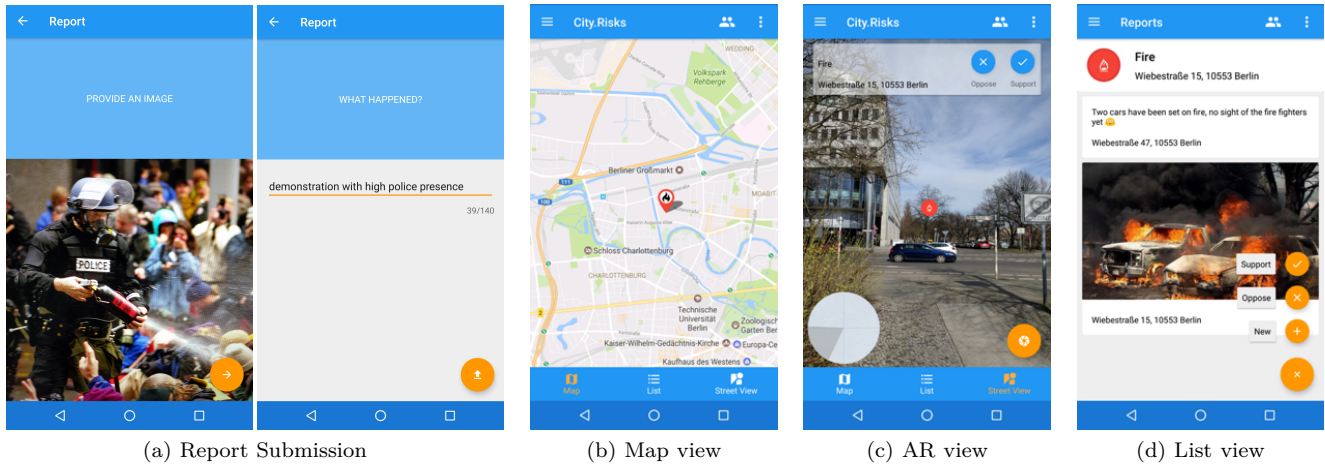 Report
PROVIDE AN IMAGE
POLICE
Report
WHAT HAPPENED?
demonstration with high police presence
39/140
(a) Report Submission
City.Risks
WEDDING
Volkspark
Rehberge
Berliner Großmarkt
111
100
MOABIT
Schloss Charlottenburg
CHARLOTTENBURG
2
Technische
Universität
Berlin
Zoologisch
Garten Ber
Kaiser-Wilhelm-Gedächtnis-Kirche
Europa-Ce
Kaufhaus des Westens
Map
List
Street View
(b) Map view
City.Risks
Fire
Wiebestraße 15, 10553 Berlin
Oppose
Support
Map
List
Street View
(c) AR view
Reports
Fire
Wiebestraße 15, 10553 Berlin
Two cars have been set on fire, no sight of the fire fighters
yet 😞
Wiebestraße 47, 10553 Berlin
Support
Oppose
Wiebestraße 15, 10553 Berlin
New
(d) List view